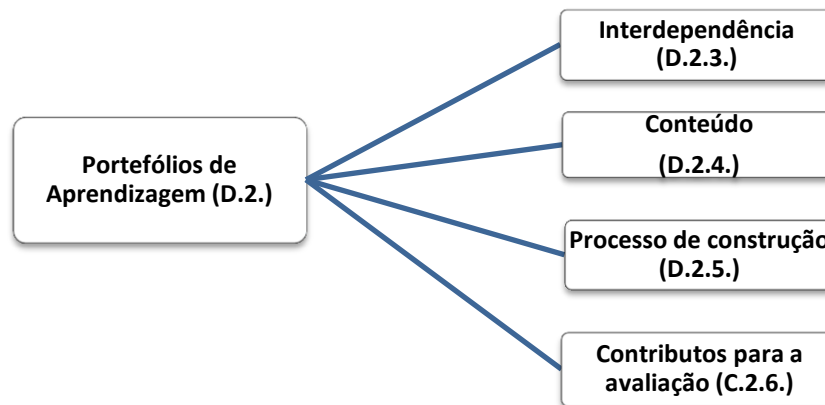 Interdependência
(D.2.3.)
Portefólios de
Aprendizagem (D.2.)
Conteúdo
(D.2.4.)
Processo de construção
(D.2.5.)
Contributos para a
avaliação (C.2.6.)